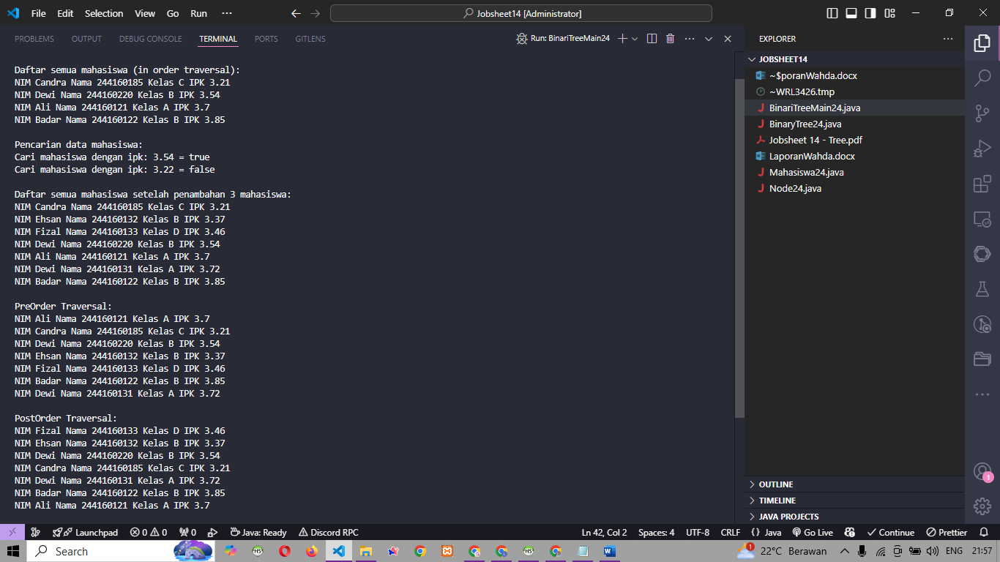 File Edit Selection View Go Run ··· Jobsheet14 [Administrator]
PROBLEMS OUTPUT DEBUG CONSOLE TERMINAL PORTS GITLENS Run: BinariTreeMain24
Daftar semua mahasiswa (in order traversal):
NIM Candra Nama 244160185 Kelas C IPK 3.21
NIM Dewi Nama 244160220 Kelas B IPK 3.54
NIM Ali Nama 244160121 Kelas A IPK 3.7
NIM Badar Nama 244160122 Kelas B IPK 3.85
Pencarian data mahasiswa:
Cari mahasiswa dengan ipk: 3.54 = true
Cari mahasiswa dengan ipk: 3.22 = false
Daftar semua mahasiswa setelah penambahan 3 mahasiswa:
NIM Candra Nama 244160185 Kelas C IPK 3.21
NIM Ehsan Nama 244160132 Kelas B IPK 3.37
NIM Fizal Nama 244160133 Kelas D IPK 3.46
NIM Dewi Nama 244160220 Kelas B IPK 3.54
NIM Ali Nama 244160121 Kelas A IPK 3.7
NIM Dewi Nama 244160131 Kelas A IPK 3.72
NIM Badar Nama 244160122 Kelas B IPK 3.85
PreOrder Traversal:
NIM Ali Nama 244160121 Kelas A IPK 3.7
NIM Candra Nama 244160185 Kelas C IPK 3.21
NIM Dewi Nama 244160220 Kelas B IPK 3.54
NIM Ehsan Nama 244160132 Kelas B IPK 3.37
NIM Fizal Nama 244160133 Kelas D IPK 3.46
NIM Badar Nama 244160122 Kelas B IPK 3.85
NIM Dewi Nama 244160131 Kelas A IPK 3.72
PostOrder Traversal:
NIM Fizal Nama 244160133 Kelas D IPK 3.46
NIM Ehsan Nama 244160132 Kelas B IPK 3.37
NIM Dewi Nama 244160220 Kelas B IPK 3.54
NIM Candra Nama 244160185 Kelas C IPK 3.21
NIM Dewi Nama 244160131 Kelas A IPK 3.72
NIM Badar Nama 244160122 Kelas B IPK 3.85
NIM Ali Nama 244160121 Kelas A IPK 3.7
EXPLORER
JOBSHEET14
~$poranWahda.docx
~WRL3426.tmp
BinariTreeMain24.java
BinaryTree24.java
Jobsheet 14 - Tree.pdf
LaporanWahda.docx
Mahasiswa24.java
Node24.java
OUTLINE
TIMELINE
JAVA PROJECTS
1
Launchpad 0 0 0 Java: Ready Discord RPC Ln 42, Col 2 Spaces: 4 UTF-8 CRLF {} Java Go Live Continue Prettier
Search HS HS 1 22°C Berawan ENG 21:57